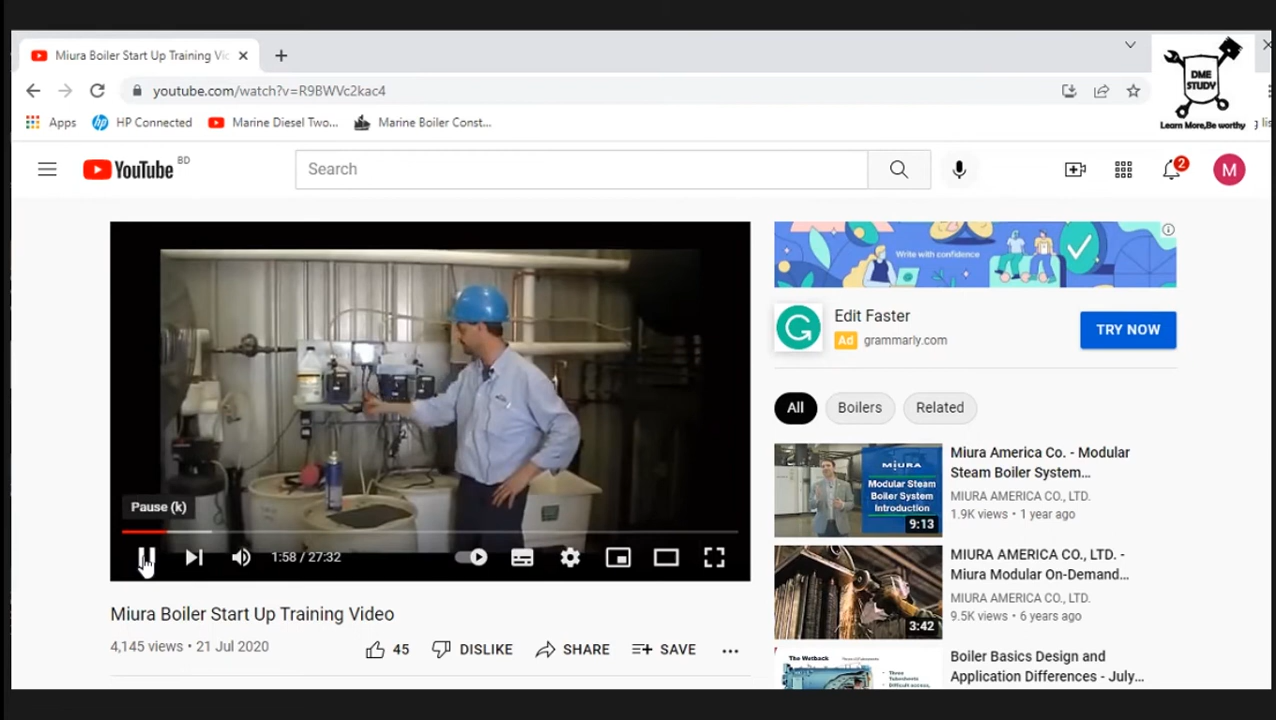 Miura Boiler Start Up Training Vic
DME
STUDY
Learn More,Be worthy
youtube.com/watch?v=R9BWVc2kac4
Apps
HP Connected
Marine Diesel Two...
Marine Boiler Const...
YouTube BD
Search
2
M
Write with confidence
Edit Faster
Ad grammarly.com
TRY NOW
All
Boilers
Related
Pause (k)
1:58 / 27:32
Miura Boiler Start Up Training Video
4,145 views • 21 Jul 2020
45
DISLIKE
SHARE
SAVE
MIURA
Modular Steam
Boiler System
Introduction
9:13
Miura America Co. - Modular
Steam Boiler System...
MIURA AMERICA CO., LTD.
1.9K views • 1 year ago
3:42
MIURA AMERICA CO., LTD. -
Miura Modular On-Demand...
MIURA AMERICA CO., LTD.
9.5K views • 6 years ago
The Wetback
Boiler Basics Design and
Application Differences - July...